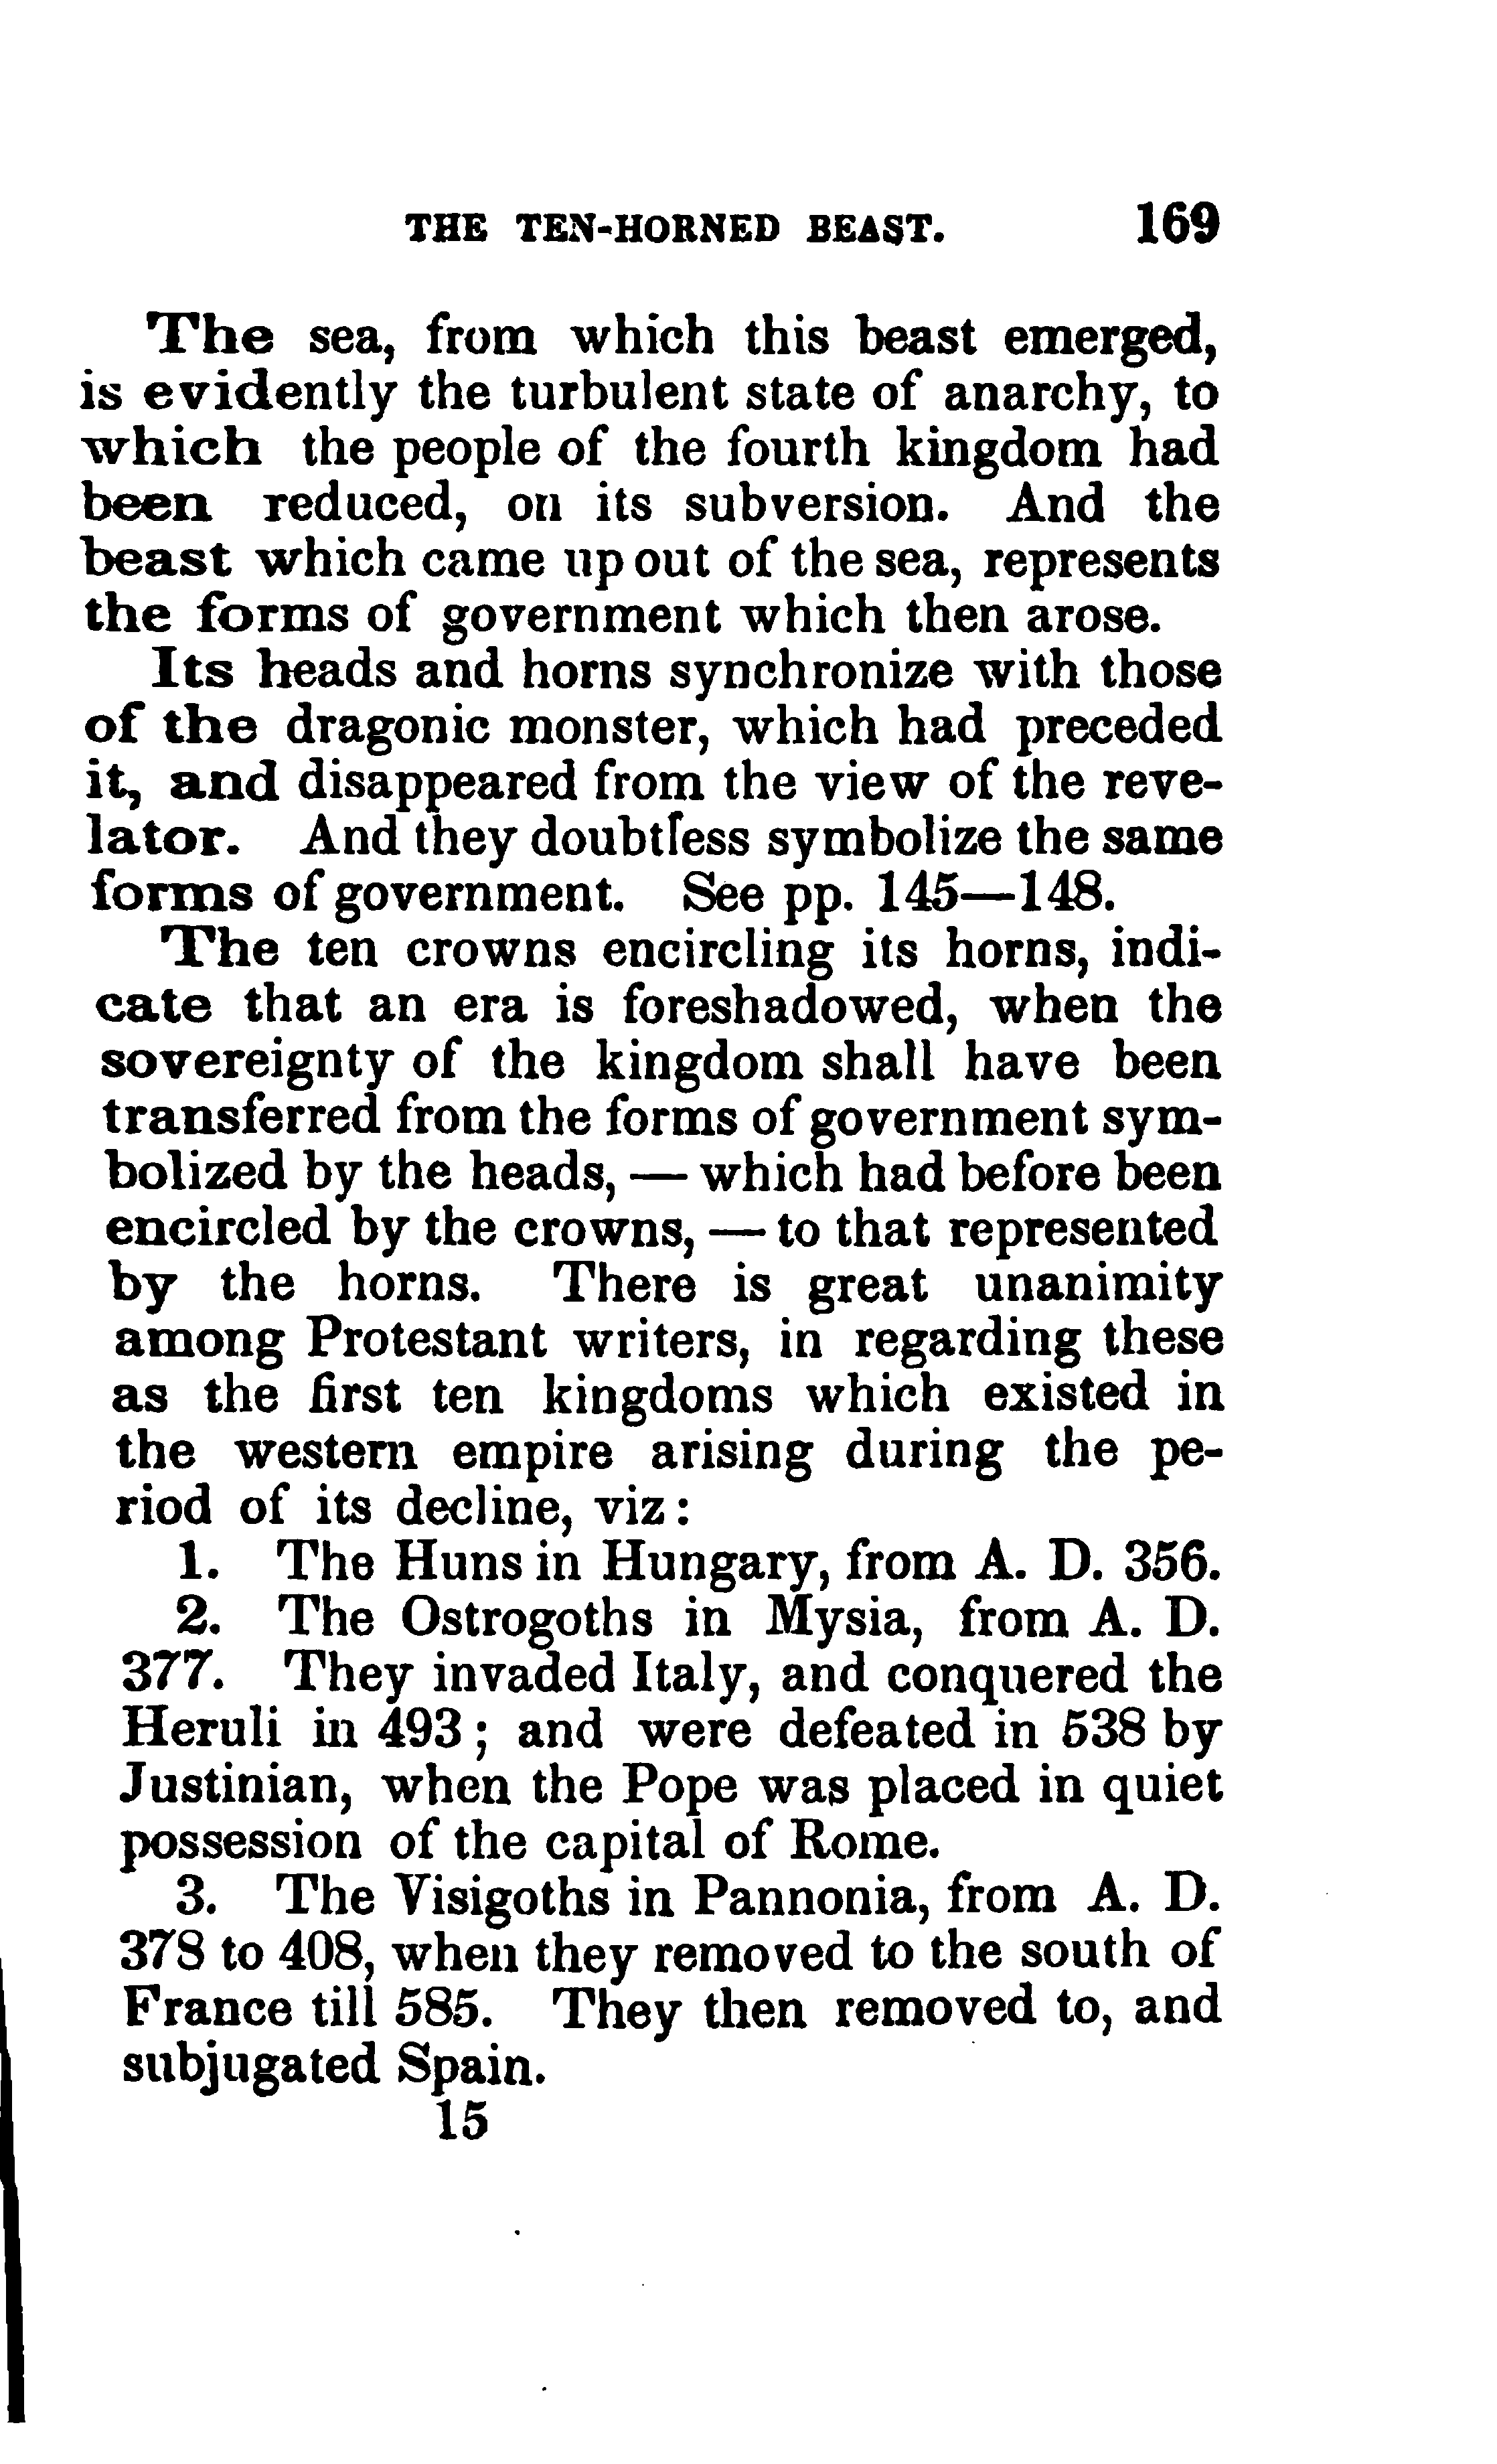 THE TEN-HORNED BEAST. 169
The sea, from which this beast emerged,
is evidently the turbulent state of anarchy, to
which the people of the fourth kingdom had
been reduced, on its subversion. And the
beast which came up out of the sea, represents
the forms of government which then arose.
Its heads and horns synchronize with those
of the dragonic monster, which had preceded
it, and disappeared from the view of the reve-
lator. And they doubtless symbolize the same
forms of government. See pp. 145—148.
The ten crowns encircling its horns, indi-
cate that an era is foreshadowed, when the
sovereignty of the kingdom shall have been
transferred from the forms of government sym-
bolized by the heads, — which had before been
encircled by the crowns, — to that represented
by the horns. There is great unanimity
among Protestant writers, in regarding these
as the first ten kingdoms which existed in
the western empire arising during the pe-
riod of its decline, viz:
1. The Huns in Hungary, from A. D. 356.
2. The Ostrogoths in Mysia, from A. D.
377. They invaded Italy, and conquered the
Heruli in 493; and were defeated in 538 by
Justinian, when the Pope was placed in quiet
possession of the capital of Rome.
3. The Visigoths in Pannonia, from A. D.
378 to 408, when they removed to the south of
France till 585. They then removed to, and
subjugated Spain.
15